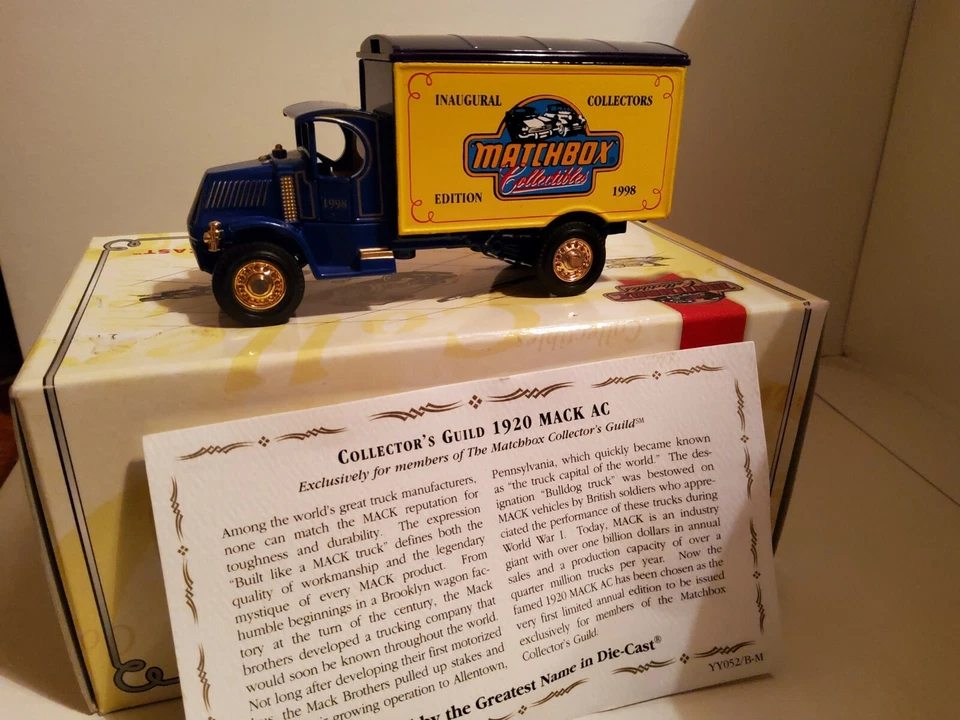 INAUGURAL COLLECTORS
MATCHBOX
Collectibles
EDITION 1998
1998
COLLECTOR'S GUILD 1920 MACK AC
Exclusively for members of The Matchbox Collector's Guild℠
Among the world's great truck manufacturers,
none can match the MACK reputation for
toughness and durability. The expression
"Built like a MACK truck" defines both the
quality of workmanship and the legendary
mystique of every MACK product. From
humble beginnings in a Brooklyn wagon fac-
tory at the turn of the century, the Mack
brothers developed a trucking company that
would soon be known throughout the world.
Not long after developing their first motorized
the Mack Brothers pulled up stakes and
growing operation to Allentown,
Pennsylvania, which quickly became known
as "the truck capital of the world." The des-
ignation "Bulldog truck" was bestowed on
MACK vehicles by British soldiers who appre-
ciated the performance of these trucks during
World War I. Today, MACK is an industry
giant with over one billion dollars in annual
sales and a production capacity of over a
quarter million trucks per year. Now the
famed 1920 MACK AC has been chosen as the
very first limited annual edition to be issued
exclusively for members of the Matchbox
Collector's Guild.
by the Greatest Name in Die-Cast®
YY052/B-M